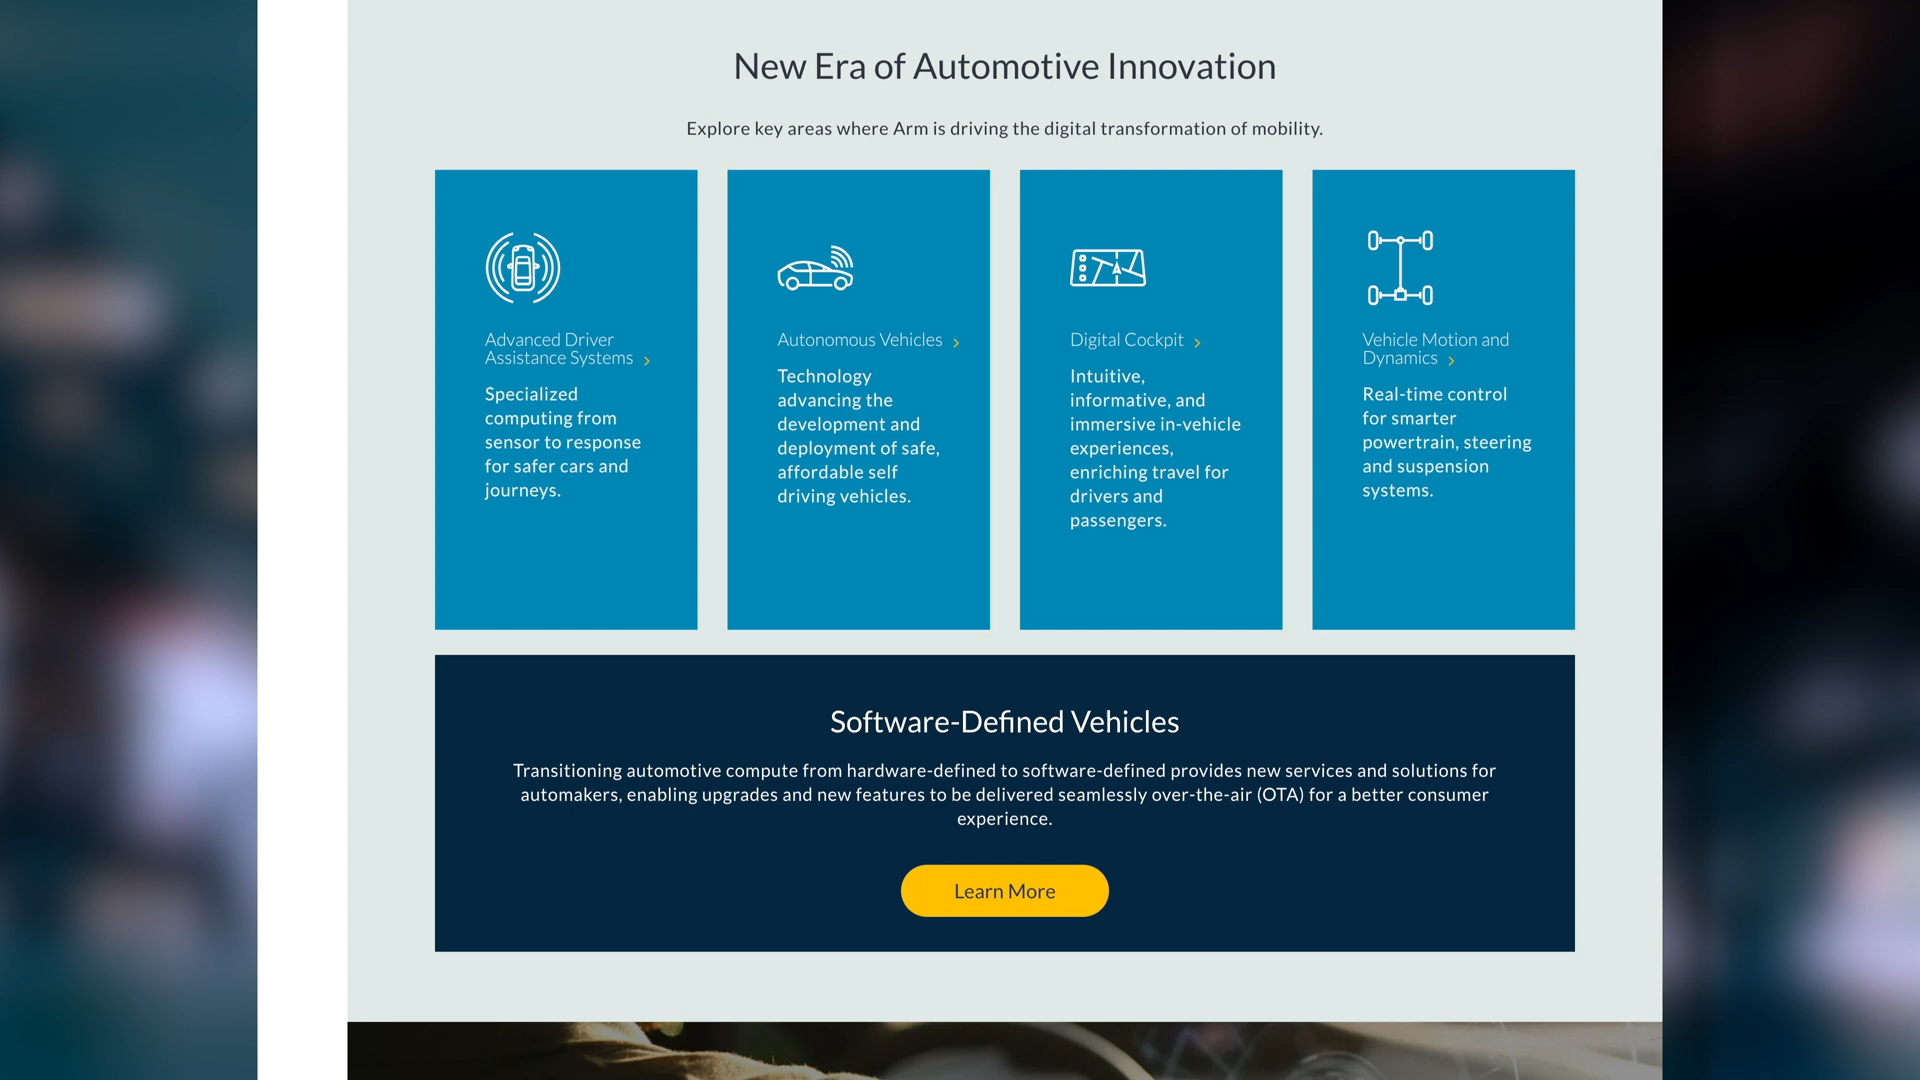 New Era of Automotive Innovation
Explore key areas where Arm is driving the digital transformation of mobility.
Advanced Driver
Assistance Systems
Specialized
computing from
sensor to response
for safer cars and
journeys.
Autonomous Vehicles
Technology
advancing the
development and
deployment of safe,
affordable self
driving vehicles.
Digital Cockpit
Intuitive,
informative, and
immersive in-vehicle
experiences,
enriching travel for
drivers and
passengers.
Vehicle Motion and
Dynamics
Real-time control
for smarter
powertrain, steering
and suspension
systems.
Software-Defined Vehicles
Transitioning automotive compute from hardware-defined to software-defined provides new services and solutions for
automakers, enabling upgrades and new features to be delivered seamlessly over-the-air (OTA) for a better consumer
experience.
Learn More